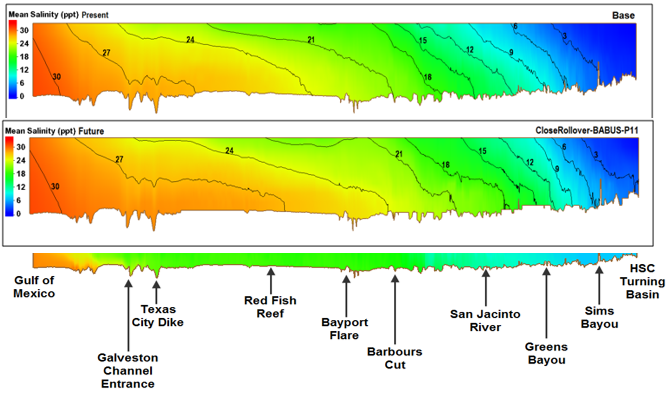 Mean Salinity (ppt) Present
Base
30
24
18
12
6
0
30
27
24
21
15
18
12
9
6
3
Mean Salinity (ppt) Future
CloseRollover-BABUS-P11
30
24
18
12
6
0
30
27
24
21
18
15
12
9
6
3
Gulf of
Mexico
Galveston
Channel
Entrance
Texas
City Dike
Red Fish
Reef
Bayport
Flare
Barbours
Cut
San Jacinto
River
Greens
Bayou
Sims
Bayou
HSC
Turning
Basin